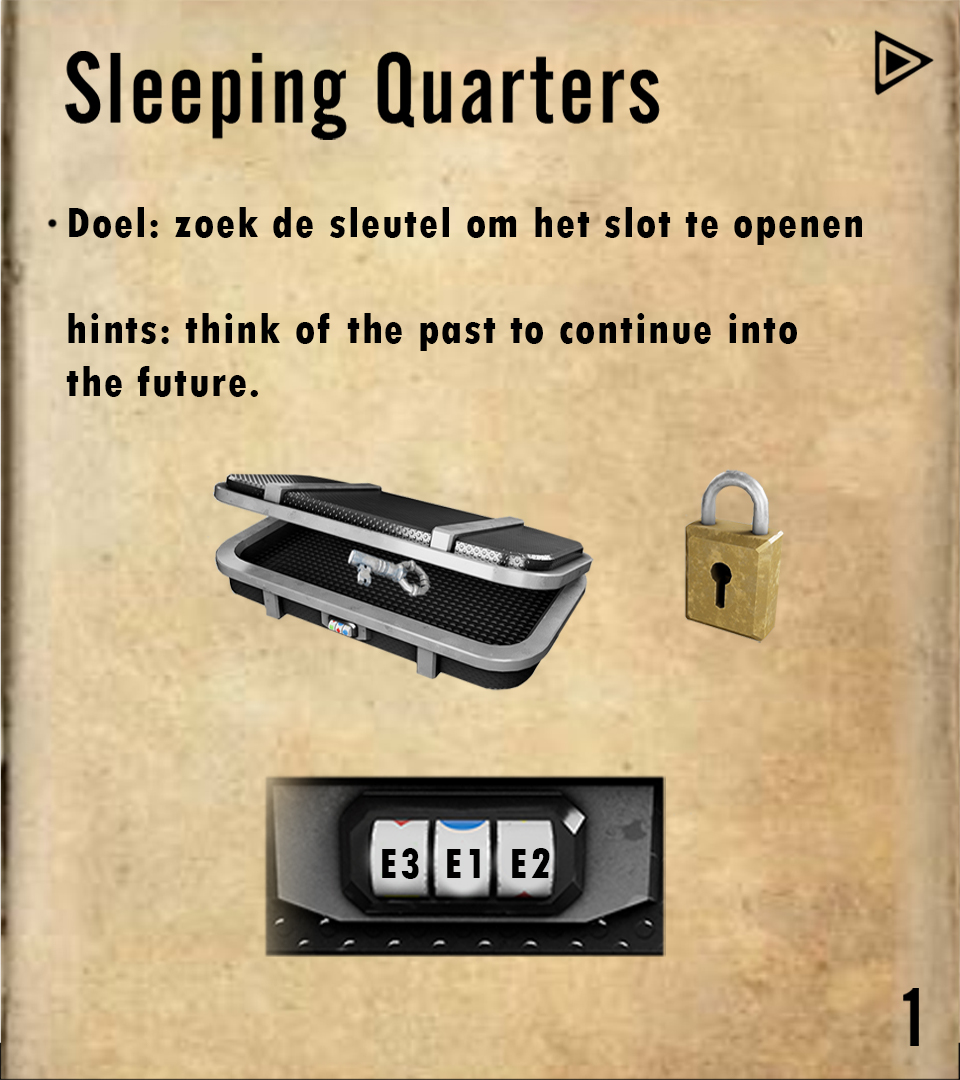 Sleeping Quarters
• Doel: zoek de sleutel om het slot te openen
hints: think of the past to continue into
the future.
E3 E1 E2
1